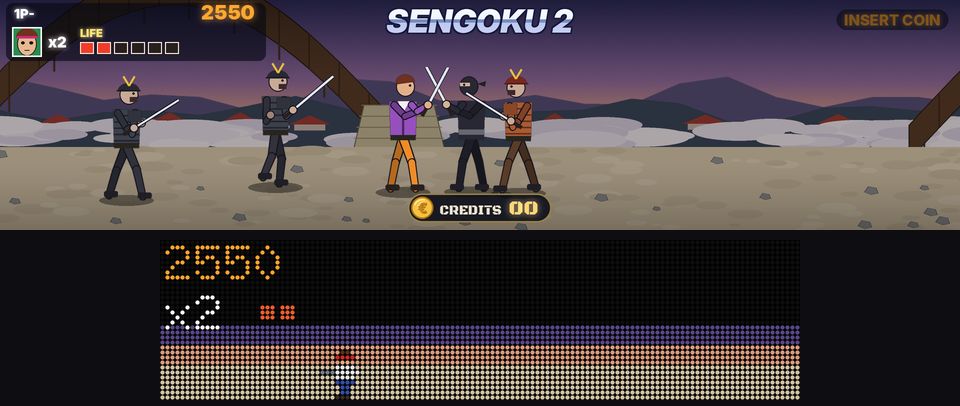 1P- 2550
x2 LIFE
SENGOKU 2
INSERT COIN
€ CREDITS 00
2550
x2